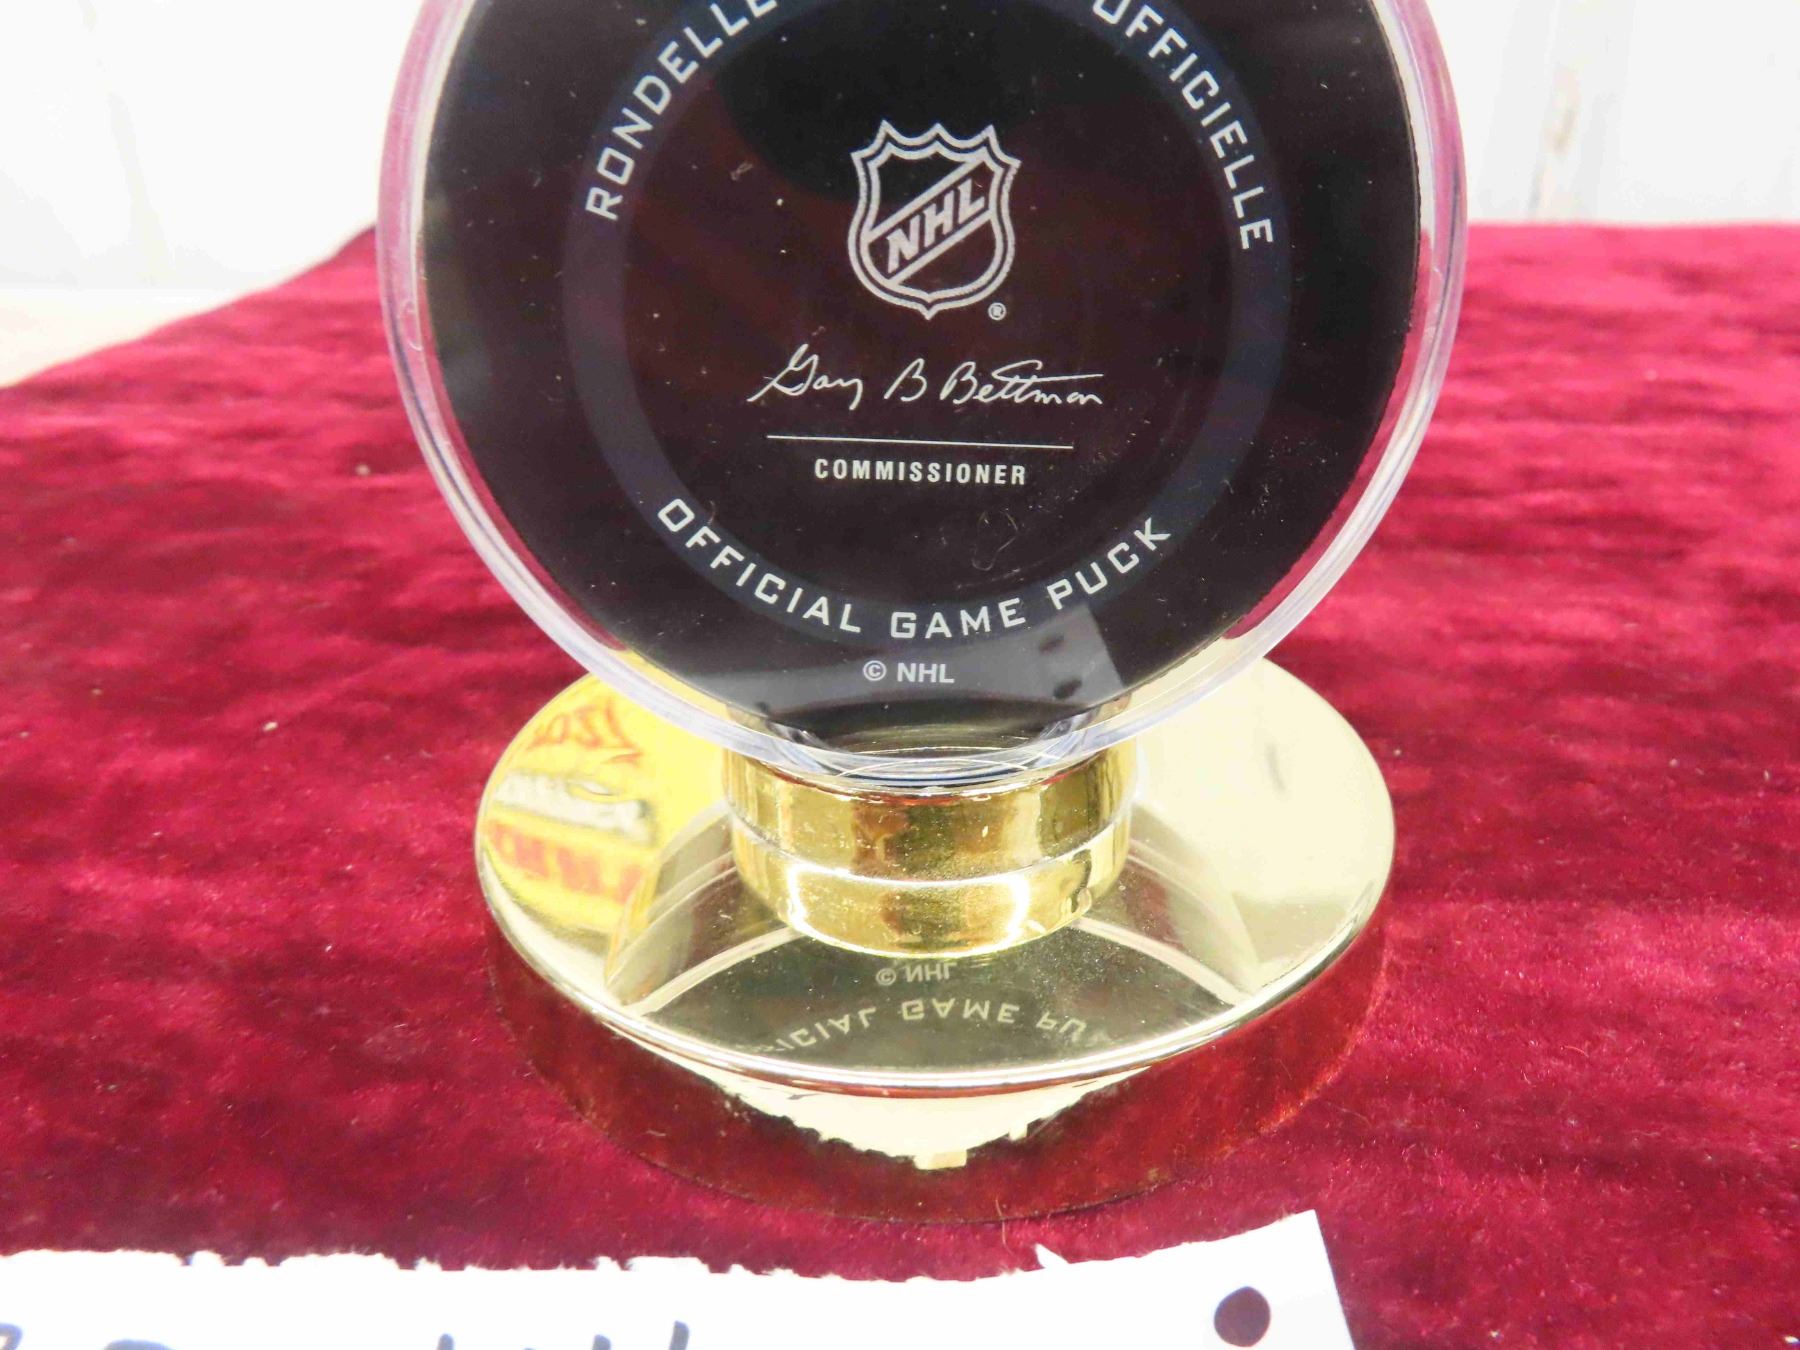 RONDELLE
OFFICIELLE
NHL
®
Gary B Bettman
COMMISSIONER
OFFICIAL GAME PUCK
© NHL